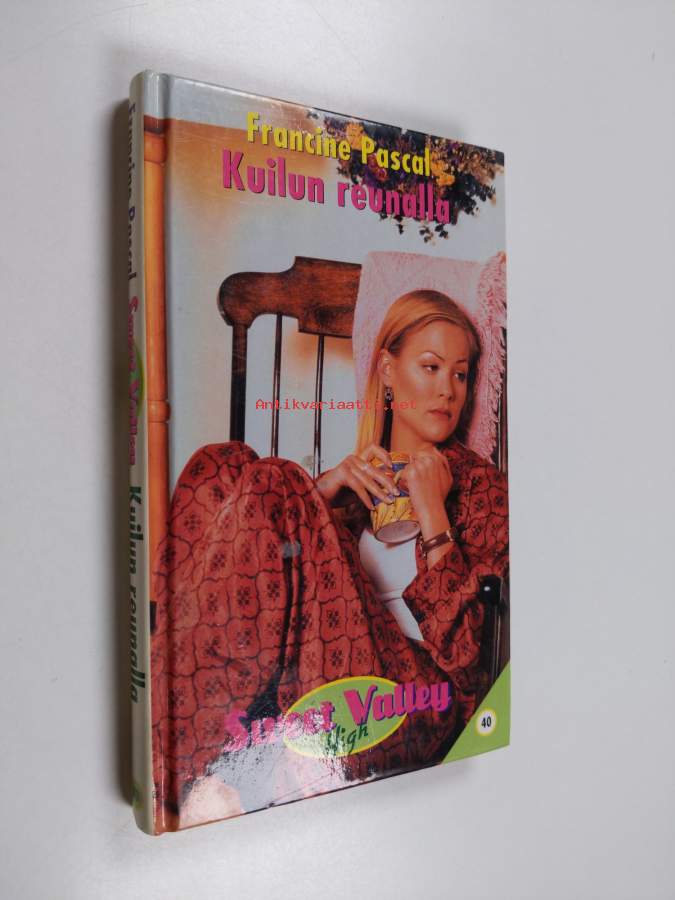 Francine Pascal
Kuilun reunalla
Antikvariaatti.net
Sweet Valley
High
40
Francine Pascal Sweet Valley Kuilun reunalla